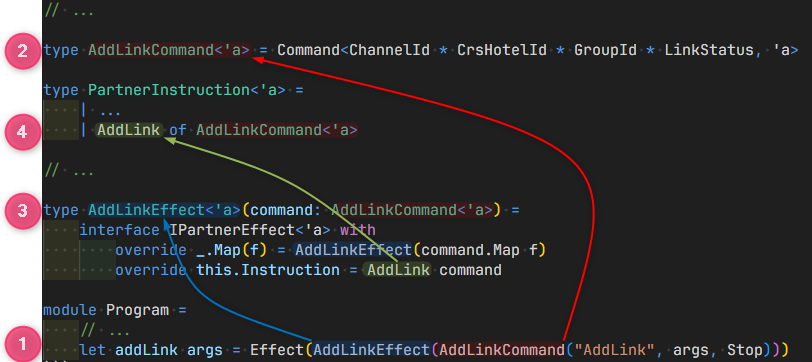 // ...
2 type AddLinkCommand<'a> = Command<ChannelId * CrsHotelId * GroupId * LinkStatus, 'a>
type PartnerInstruction<'a> =
| ...
4 | AddLink of AddLinkCommand<'a>
// ...
3 type AddLinkEffect<'a>(command: AddLinkCommand<'a>) =
interface IPartnerEffect<'a> with
override _.Map(f) = AddLinkEffect(command.Map f)
override this.Instruction = AddLink command
module Program =
// ...
1 let addLink args = Effect(AddLinkEffect(AddLinkCommand("AddLink", args, Stop)))